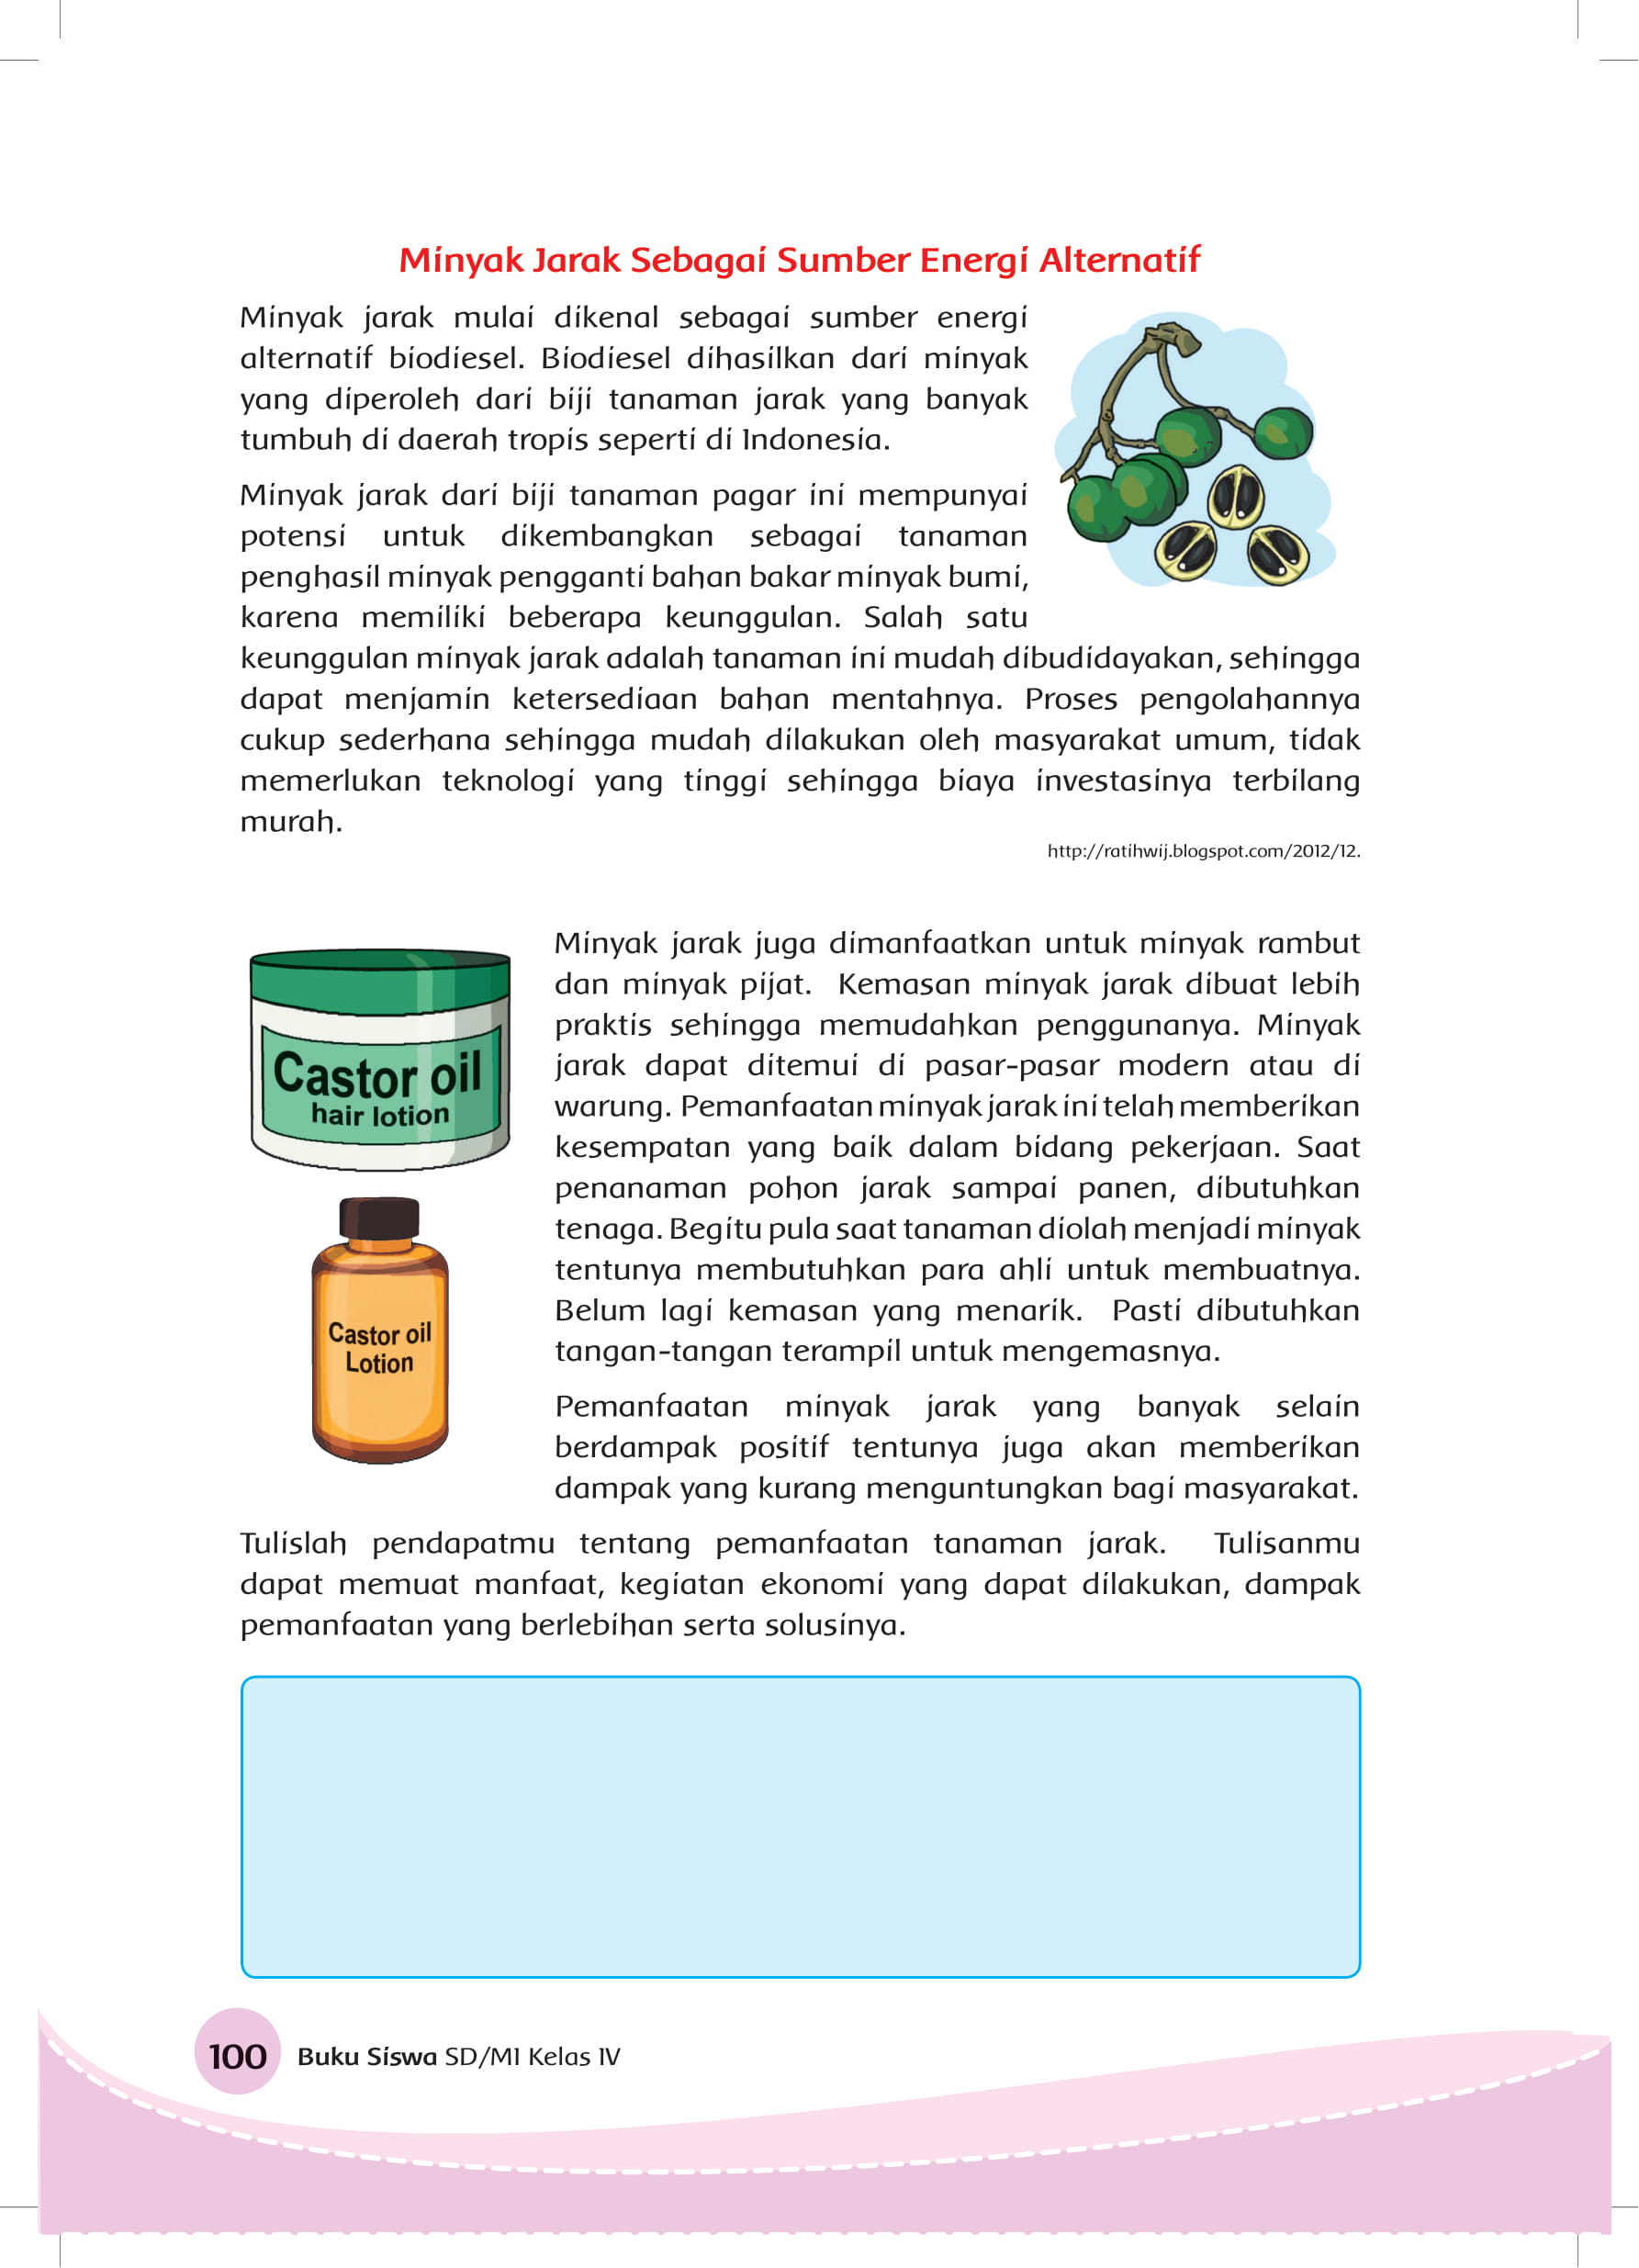 Minyak Jarak Sebagai Sumber Energi Alternatif
Minyak jarak mulai dikenal sebagai sumber energi
alternatif biodiesel. Biodiesel dihasilkan dari minyak
yang diperoleh dari biji tanaman jarak yang banyak
tumbuh di daerah tropis seperti di Indonesia.
Minyak jarak dari biji tanaman pagar ini mempunyai
potensi untuk dikembangkan sebagai tanaman
penghasil minyak pengganti bahan bakar minyak bumi,
karena memiliki beberapa keunggulan. Salah satu
keunggulan minyak jarak adalah tanaman ini mudah dibudidayakan, sehingga
dapat menjamin ketersediaan bahan mentahnya. Proses pengolahannya
cukup sederhana sehingga mudah dilakukan oleh masyarakat umum, tidak
memerlukan teknologi yang tinggi sehingga biaya investasinya terbilang
murah.
http://ratihwij.blogspot.com/2012/12.
Castor oil
hair lotion
Castor oil
Lotion
Minyak jarak juga dimanfaatkan untuk minyak rambut
dan minyak pijat. Kemasan minyak jarak dibuat lebih
praktis sehingga memudahkan penggunanya. Minyak
jarak dapat ditemui di pasar-pasar modern atau di
warung. Pemanfaatan minyak jarak ini telah memberikan
kesempatan yang baik dalam bidang pekerjaan. Saat
penanaman pohon jarak sampai panen, dibutuhkan
tenaga. Begitu pula saat tanaman diolah menjadi minyak
tentunya membutuhkan para ahli untuk membuatnya.
Belum lagi kemasan yang menarik. Pasti dibutuhkan
tangan-tangan terampil untuk mengemasnya.
Pemanfaatan minyak jarak yang banyak selain
berdampak positif tentunya juga akan memberikan
dampak yang kurang menguntungkan bagi masyarakat.
Tulislah pendapatmu tentang pemanfaatan tanaman jarak. Tulisanmu
dapat memuat manfaat, kegiatan ekonomi yang dapat dilakukan, dampak
pemanfaatan yang berlebihan serta solusinya.
100 Buku Siswa SD/MI Kelas IV